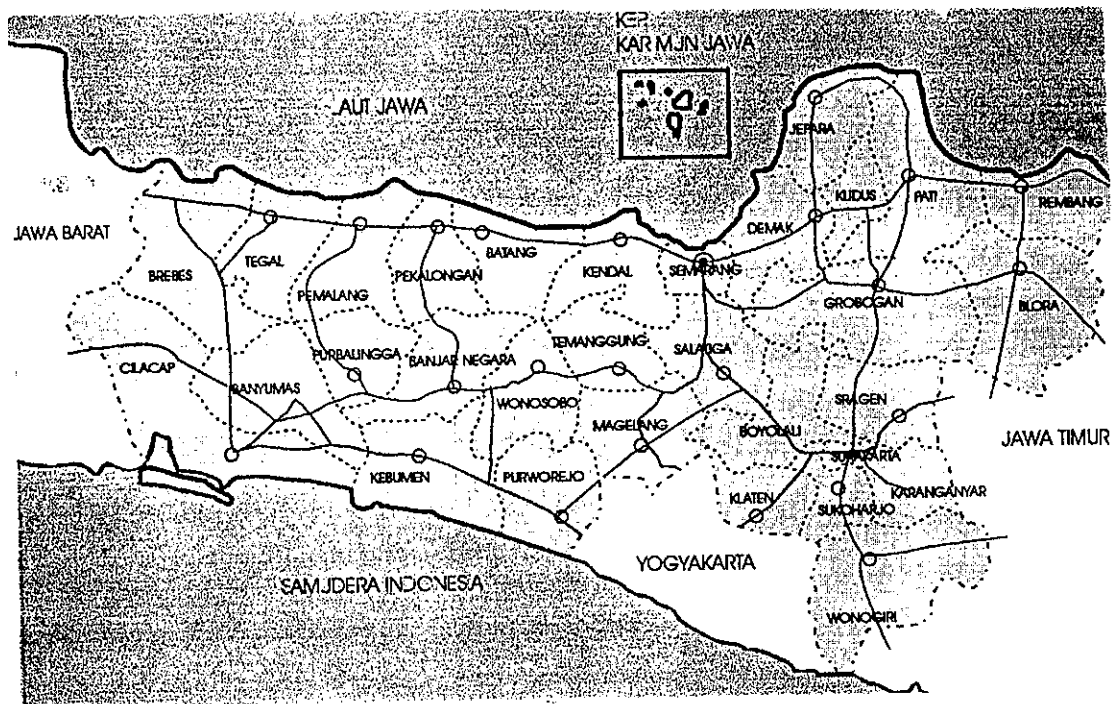 KEP.
KARIMUN JAWA
LAUT JAWA
JEPARA
KUDUS
PATI
REMBANG
DEMAK
JAWA BARAT
BREBES
TEGAL
PEMALANG
PEKALONGAN
BATANG
KENDAL
SEMARANG
GROBOGAN
BLORA
CILACAP
BANYUMAS
PURBALINGGA
BANJAR NEGARA
WONOSOBO
TEMANGGUNG
SALATIGA
MAGELANG
BOYOLALI
SRAGEN
JAWA TIMUR
SURAKARTA
KEBUMEN
PURWOREJO
KLATEN
SUKOHARJO
KARANGANYAR
YOGYAKARTA
SAMUDERA INDONESIA
WONOGIRI